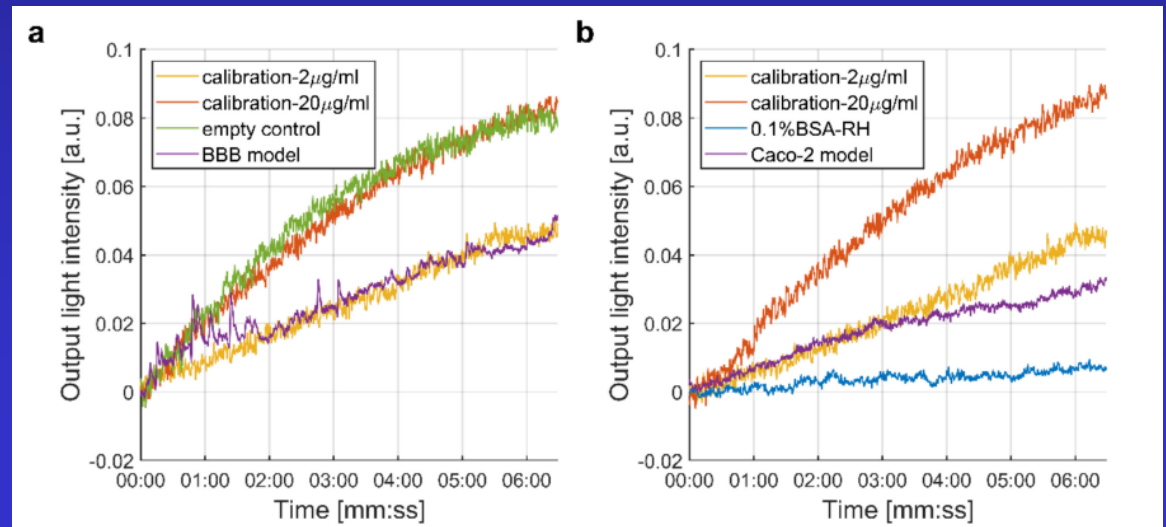 a
0.1
0.08
0.06
0.04
0.02
0
-0.02
Output light intensity [a.u.]
calibration-2μg/ml
calibration-20μg/ml
empty control
BBB model
00:00 01:00 02:00 03:00 04:00 05:00 06:00
Time [mm:ss]
b
0.1
0.08
0.06
0.04
0.02
0
-0.02
Output light intensity [a.u.]
calibration-2μg/ml
calibration-20μg/ml
0.1%BSA-RH
Caco-2 model
00:00 01:00 02:00 03:00 04:00 05:00 06:00
Time [mm:ss]